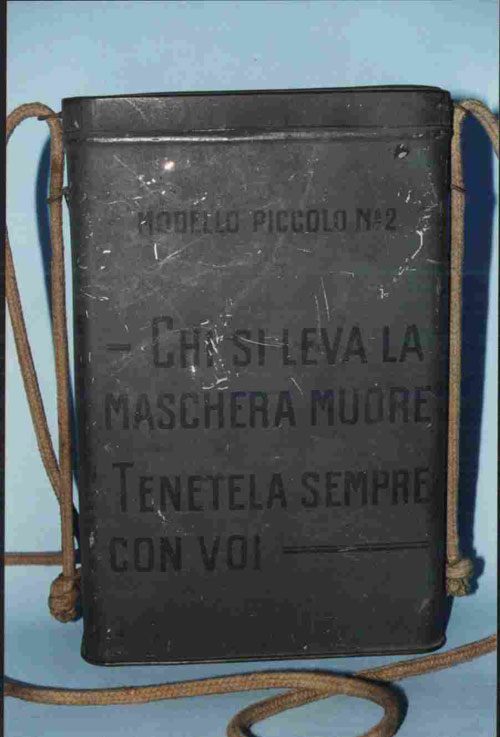 MODELLO PICCOLO Nº2
– CHI SI LEVA LA
MASCHERA MUORE
TENETELA SEMPRE
CON VOI —